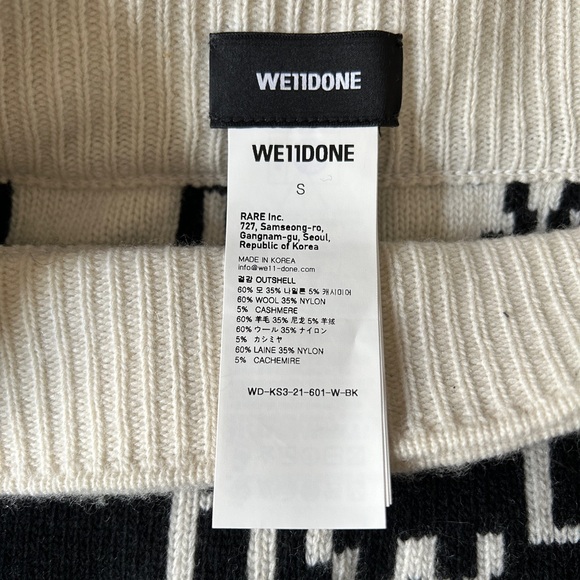 WE11DONE
WE11DONE
S
RARE Inc.
727, Samseong-ro,
Gangnam-gu, Seoul,
Republic of Korea
MADE IN KOREA
info@we11-done.com
겉감 OUTSHELL
60% 모 35% 나일론 5% 캐시미어
60% WOOL 35% NYLON
5% CASHMERE
60% 羊毛 35% 尼龙 5% 羊绒
60% ウール 35% ナイロン
5% カシミヤ
60% LAINE 35% NYLON
5% CACHEMIRE
WD-KS3-21-601-W-BK